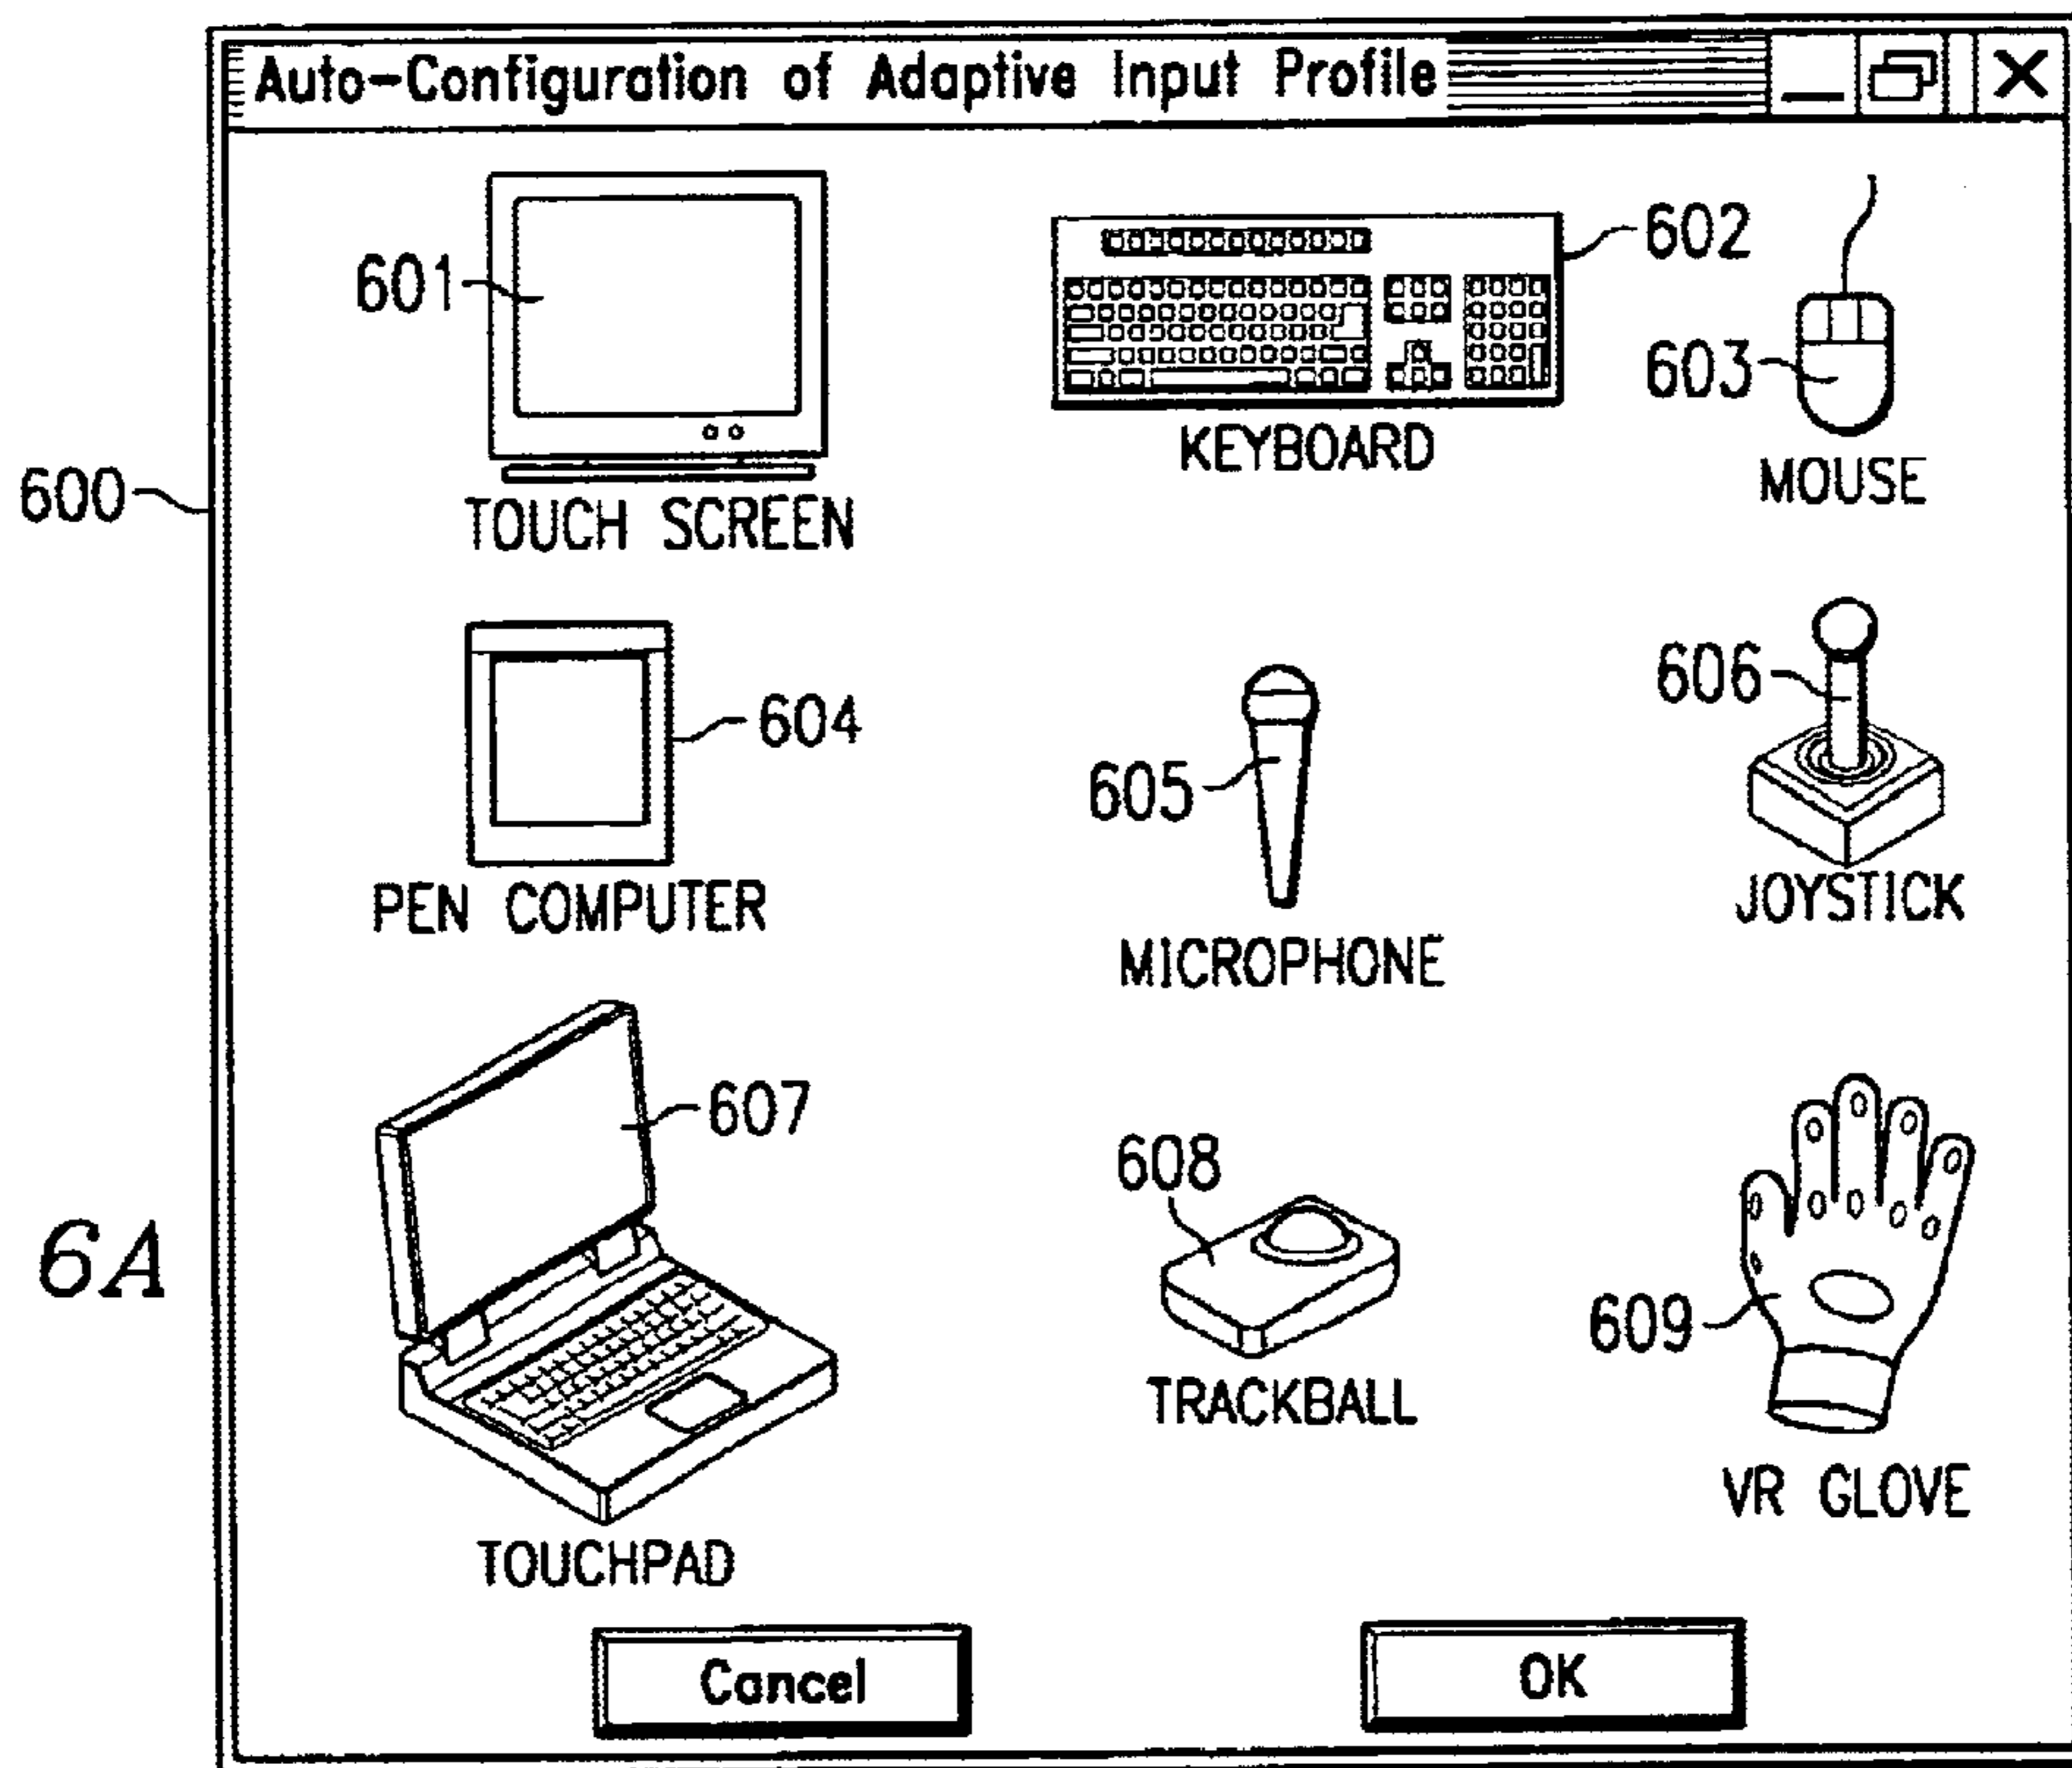 Auto-Configuration of Adaptive Input Profile
601
602
603
KEYBOARD
MOUSE
600
TOUCH SCREEN
604
605
606
PEN COMPUTER
MICROPHONE
JOYSTICK
607
608
609
6A
TRACKBALL
VR GLOVE
TOUCHPAD
Cancel
OK